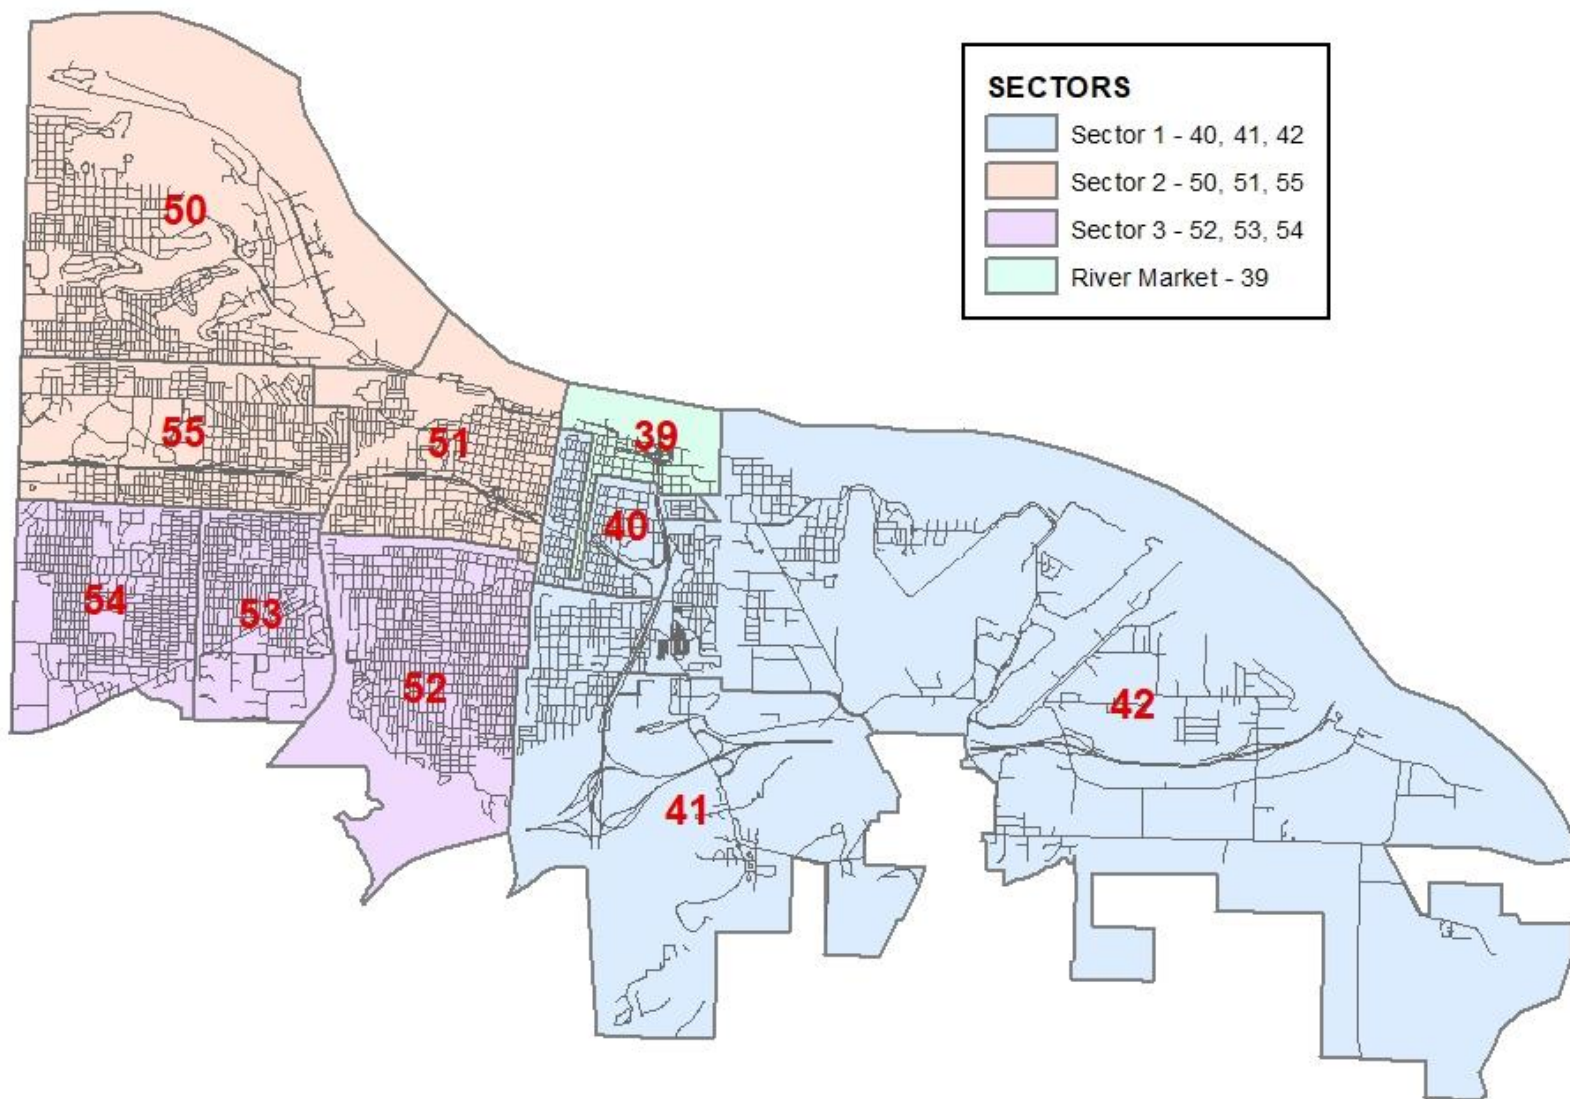 SECTORS
Sector 1 - 40, 41, 42
Sector 2 - 50, 51, 55
Sector 3 - 52, 53, 54
River Market - 39
50
55
51
39
40
54
53
52
42
41